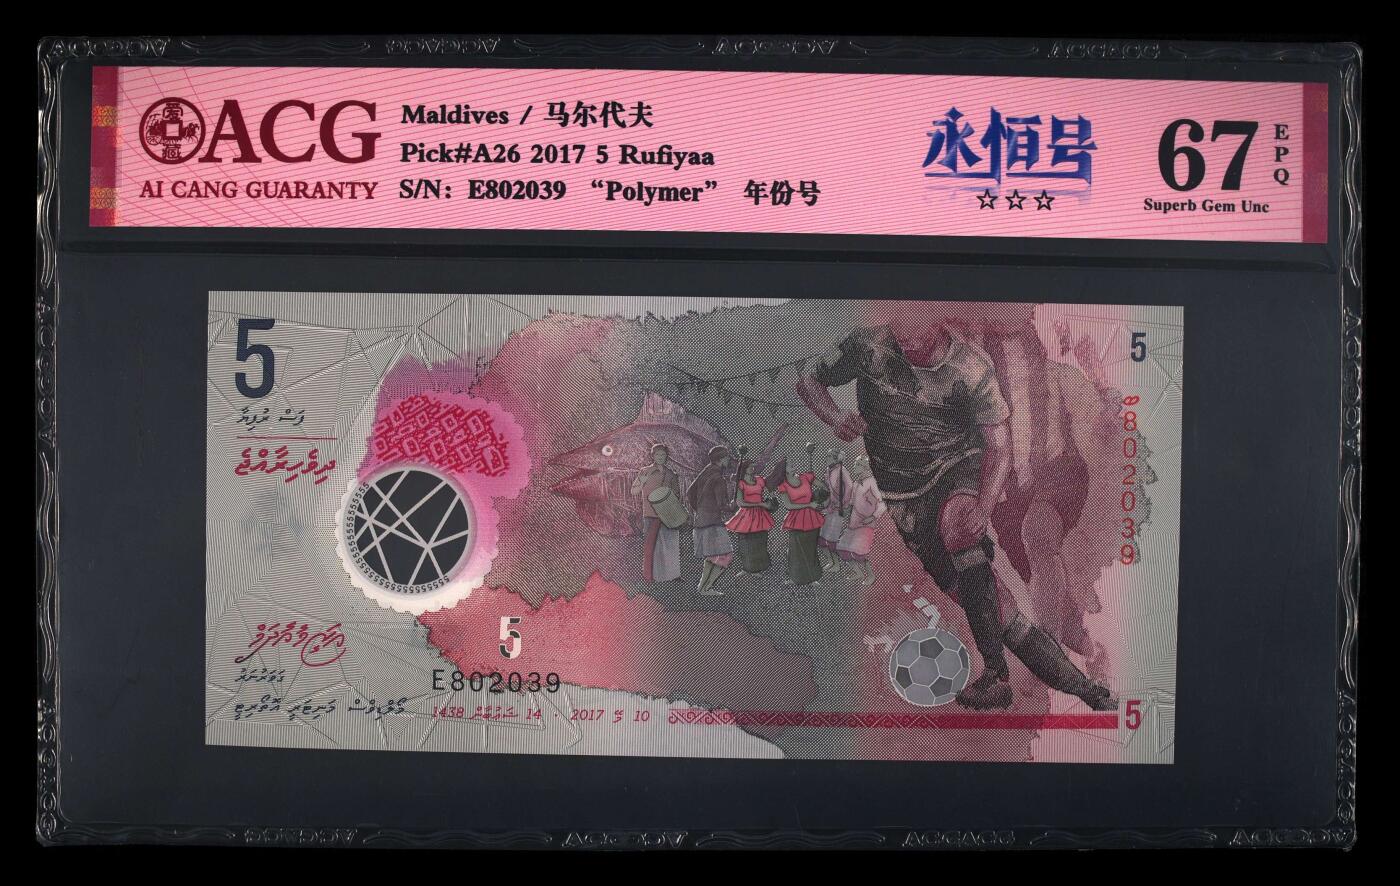 ACG
AI CANG GUARANTY
Maldives / 马尔代夫
Pick#A26 2017 5 Rufiyaa
S/N: E802039 “Polymer” 年份号
永恒号
☆☆☆
67
EPQ
Superb Gem Unc
5
ފަސް ރުފިޔާ
ދިވެހިރާއްޖެ
5
802039
5
E802039
ގަވަރުނަރު
މޯލްޑިވްސް މަނިޓަރީ އޮތޯރިޓީ
1438 ޝަޢުބާން 14 · 2017 މޭ 10
5